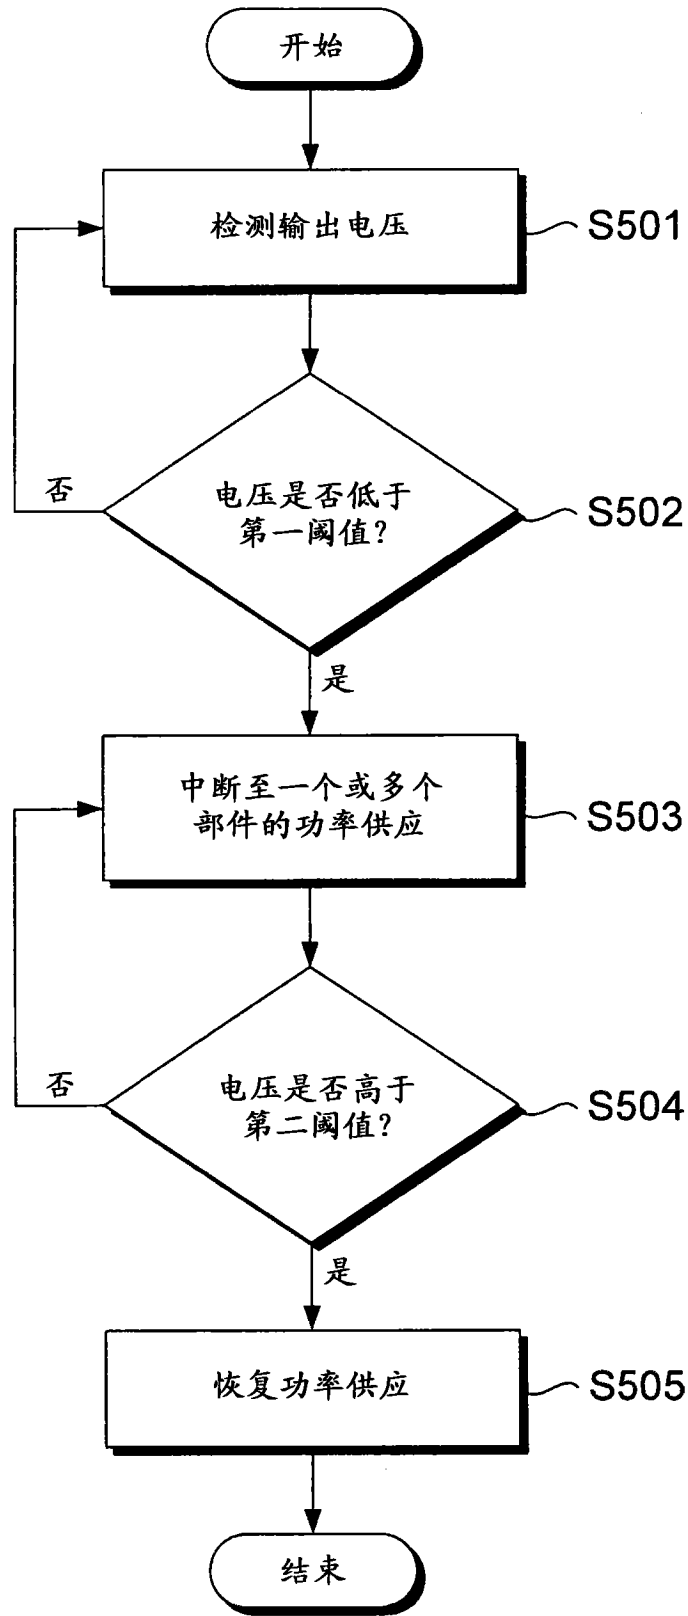 开始
检测输出电压
S501
电压是否低于
第一阈值？
S502
否
是
中断至一个或多个
部件的功率供应
S503
电压是否高于
第二阈值？
S504
否
是
恢复功率供应
S505
结束